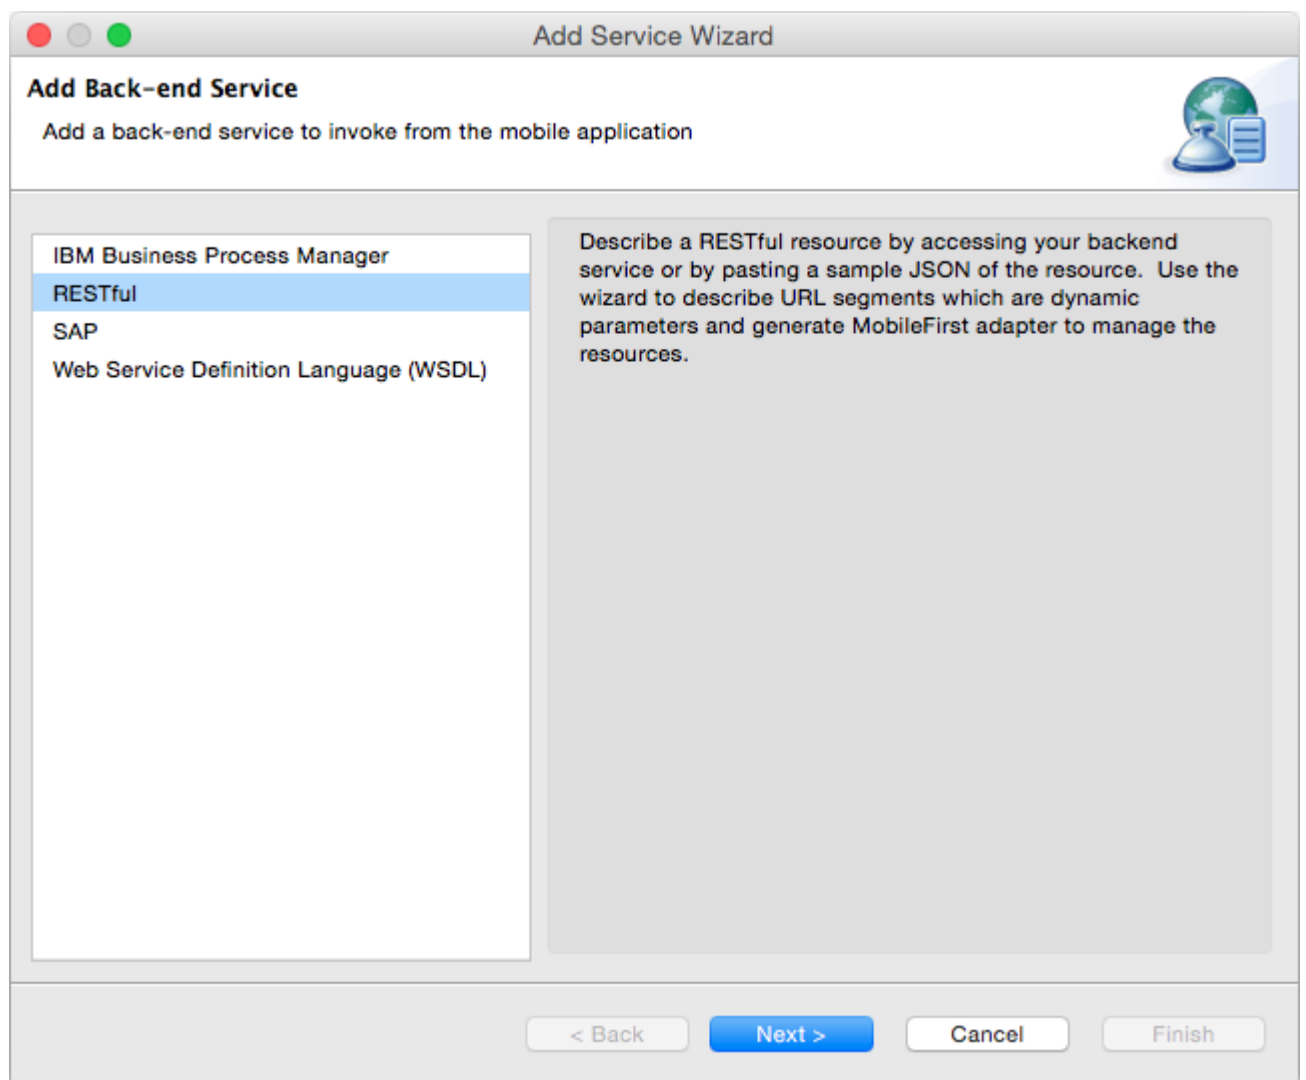 Add Service Wizard
Add Back-end Service
Add a back-end service to invoke from the mobile application
IBM Business Process Manager
RESTful
SAP
Web Service Definition Language (WSDL)
Describe a RESTful resource by accessing your backend
service or by pasting a sample JSON of the resource.  Use the
wizard to describe URL segments which are dynamic
parameters and generate MobileFirst adapter to manage the
resources.
< Back
Next >
Cancel
Finish